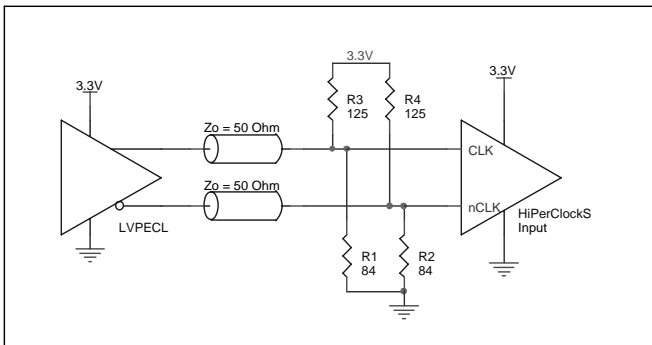 3.3V
3.3V
3.3V
R3
125
R4
125
Zo = 50 Ohm
CLK
Zo = 50 Ohm
nCLK
HiPerClockS
Input
LVPECL
R1
84
R2
84